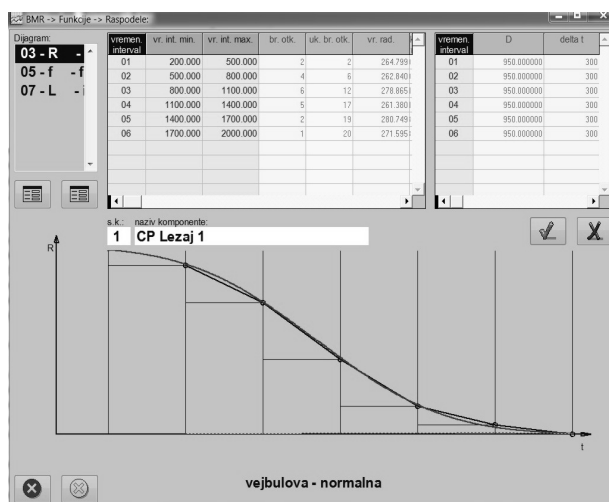 BMR -> Funkcije -> Raspodele:
Dijagram:
03 - R -
05 - f - f
07 - L - i
vremen. interval vr. int. min. vr. int. max. br. otk. uk. br. otk. vr. rad.
01 200.000 500.000 2 2 264.799
02 500.000 800.000 4 6 262.840
03 800.000 1100.000 6 12 278.865
04 1100.000 1400.000 5 17 261.380
05 1400.000 1700.000 2 19 280.749
06 1700.000 2000.000 1 20 271.595
vremen. interval D delta t
01 950.000000 300
02 950.000000 300
03 950.000000 300
04 950.000000 300
05 950.000000 300
06 950.000000 300
s.k.: naziv komponente:
1 CP Lezaj 1
R
t
vejbulova - normalna